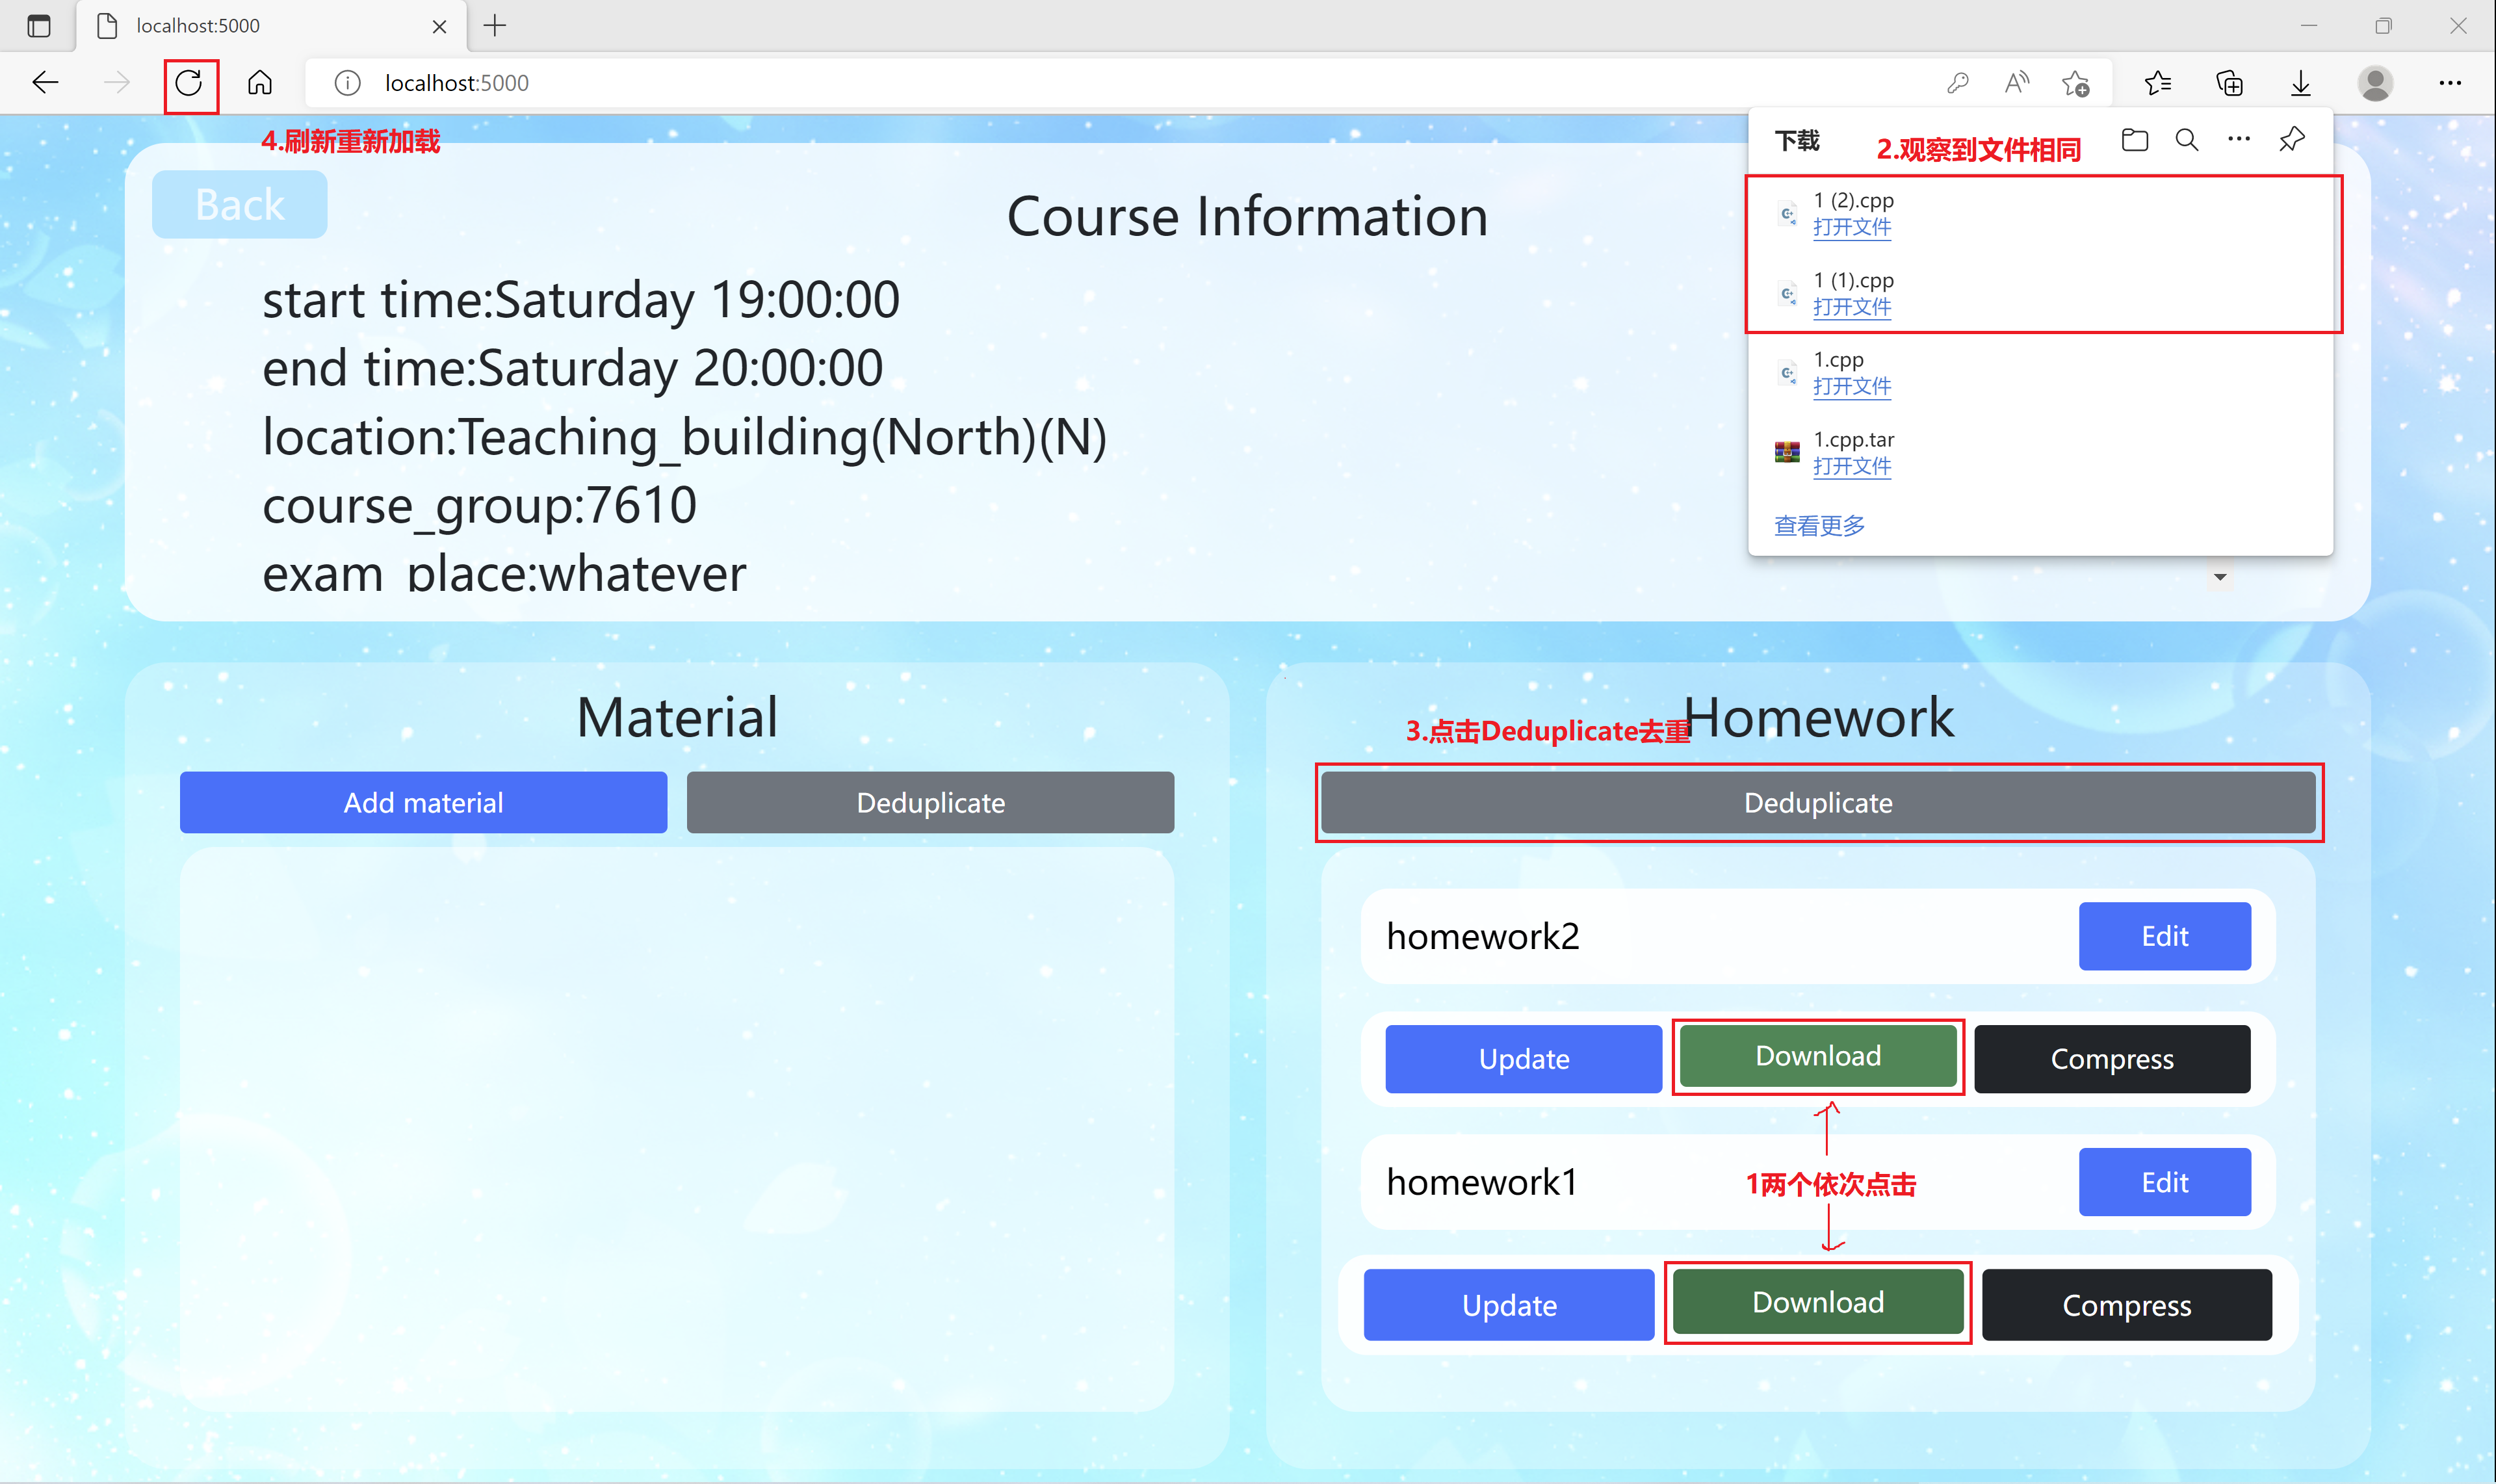 localhost:5000
localhost:5000
4.刷新重新加载
下载
2.观察到文件相同
1 (2).cpp
打开文件
1 (1).cpp
打开文件
1.cpp
打开文件
1.cpp.tar
打开文件
查看更多
Back
Course Information
start time:Saturday 19:00:00
end time:Saturday 20:00:00
location:Teaching_building(North)(N)
course_group:7610
exam_place:whatever
Material
Add material
Deduplicate
Homework
3.点击Deduplicate去重
Deduplicate
homework2
Edit
Update
Download
Compress
1两个依次点击
homework1
Edit
Update
Download
Compress